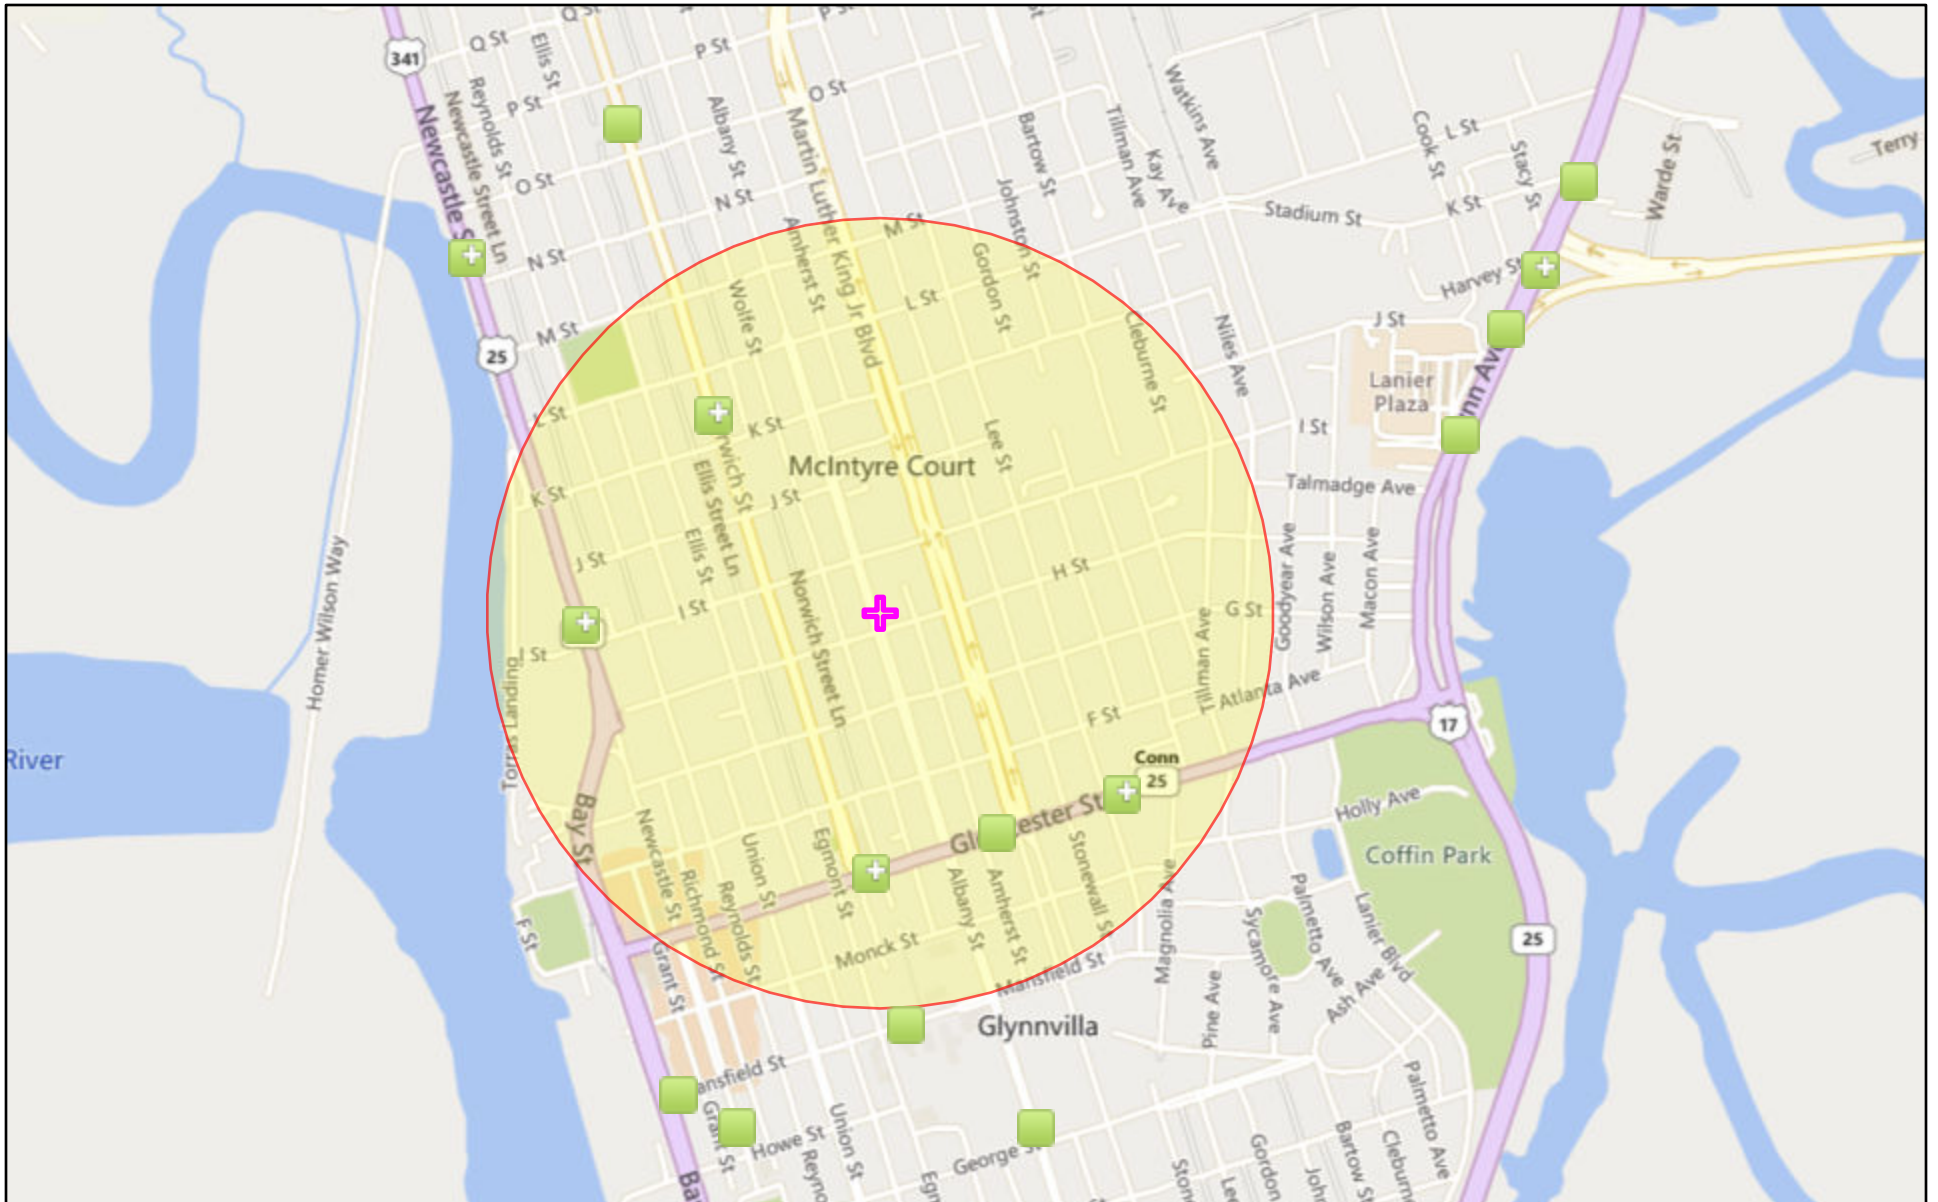 Q St
P St
341
Q St
Ellis St
P St
Reynolds St
P St
O St
Newcastle Street Ln
Albany St
Martin Luther King Jr Blvd
Watkins Ave
Bartow St
Tillman Ave
Kay Ave
Cook St
L St
Stacy St
Warde St
Terry
O St
N St
Johnston St
Stadium St
K St
M St
Amherst St
N St
Gordon St
Harvey St
Wolfe St
L St
M St
25
Cleburne St
Niles Ave
J St
Lanier
Plaza
L St
K St
Lee St
I St
McIntyre Court
K St
Ellis Street Ln
J St
Talmadge Ave
Homer Wilson Way
J St
Ellis St
H St
Goodyear Ave
Wilson Ave
Macon Ave
I St
Norwich Street Ln
G St
Tillman Ave
I St
Torras Landing
Atlanta Ave
F St
17
River
Conn
25
Bay St
Holly Ave
Newcastle St
Union St
Egmont St
Stonewall St
Coffin Park
Richmond St
Reynolds St
Albany St
Amherst St
Magnolia Ave
Palmetto Ave
Lanier Blvd
F St
Sycamore Ave
25
Grant St
Monck St
Mansfield St
Ash Ave
Pine Ave
Glynnvilla
ansfield St
Grant St
Howe St
Union St
George St
Palmetto Ave
Bartow St
Gordon